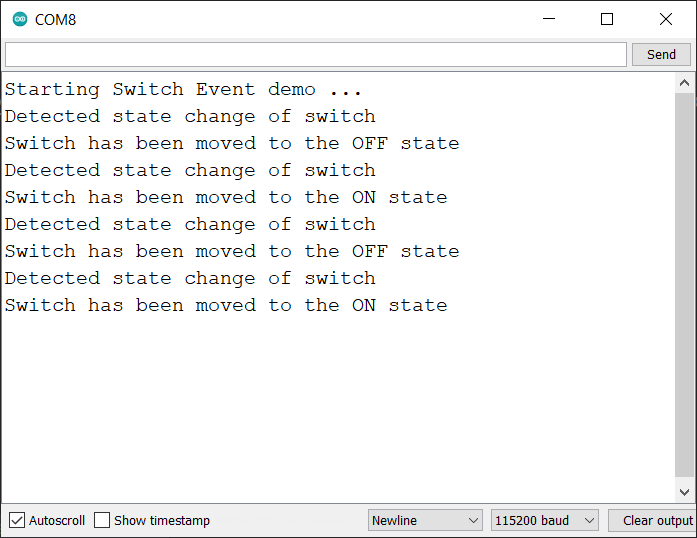 COM8
Send
Starting Switch Event demo ...
Detected state change of switch
Switch has been moved to the OFF state
Detected state change of switch
Switch has been moved to the ON state
Detected state change of switch
Switch has been moved to the OFF state
Detected state change of switch
Switch has been moved to the ON state
Autoscroll Show timestamp Newline 115200 baud Clear output